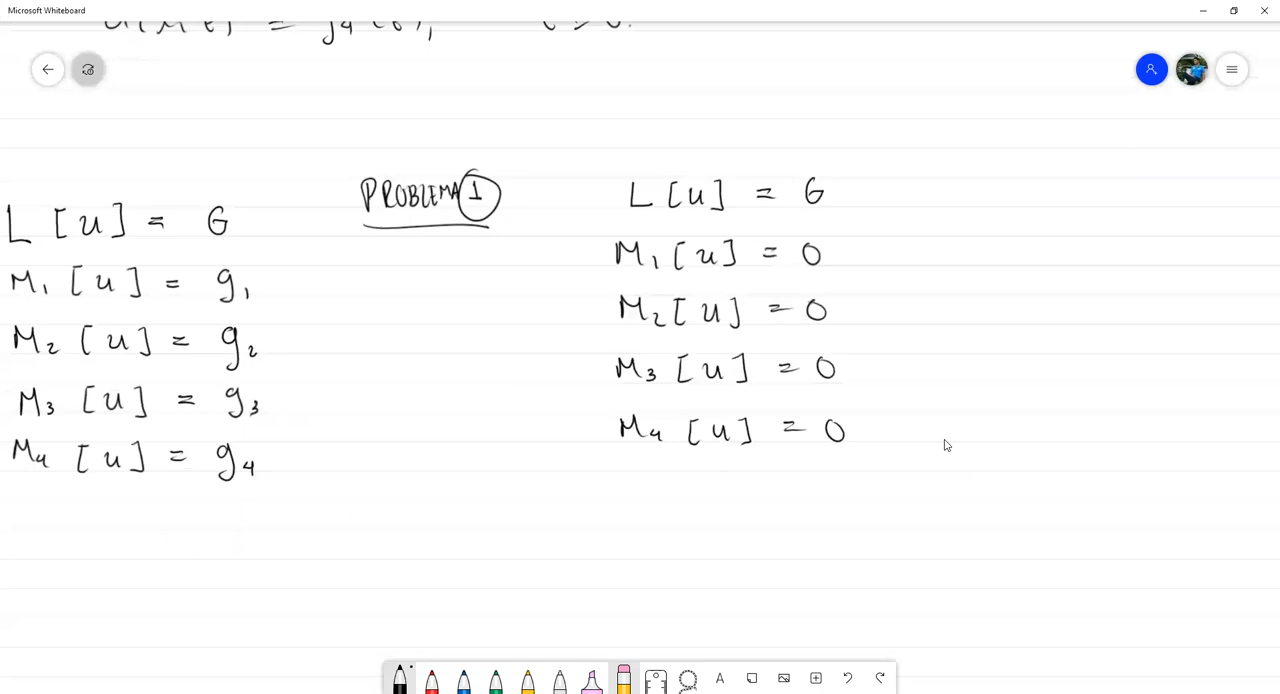 Microsoft Whiteboard
L [u] = G
M1 [u] = g1
M2 [u] = g2
M3 [u] = g3
M4 [u] = g4
PROBLEMA 1
L [u] = G
M1 [u] = 0
M2 [u] = 0
M3 [u] = 0
M4 [u] = 0
A